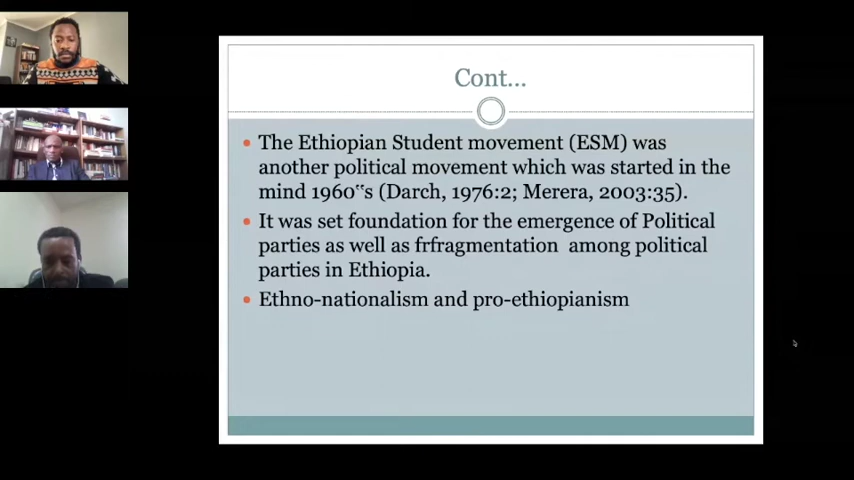 Cont...
The Ethiopian Student movement (ESM) was
another political movement which was started in the
mind 1960‟s (Darch, 1976:2; Merera, 2003:35).
It was set foundation for the emergence of Political
parties as well as frfragmentation among political
parties in Ethiopia.
Ethno-nationalism and pro-ethiopianism